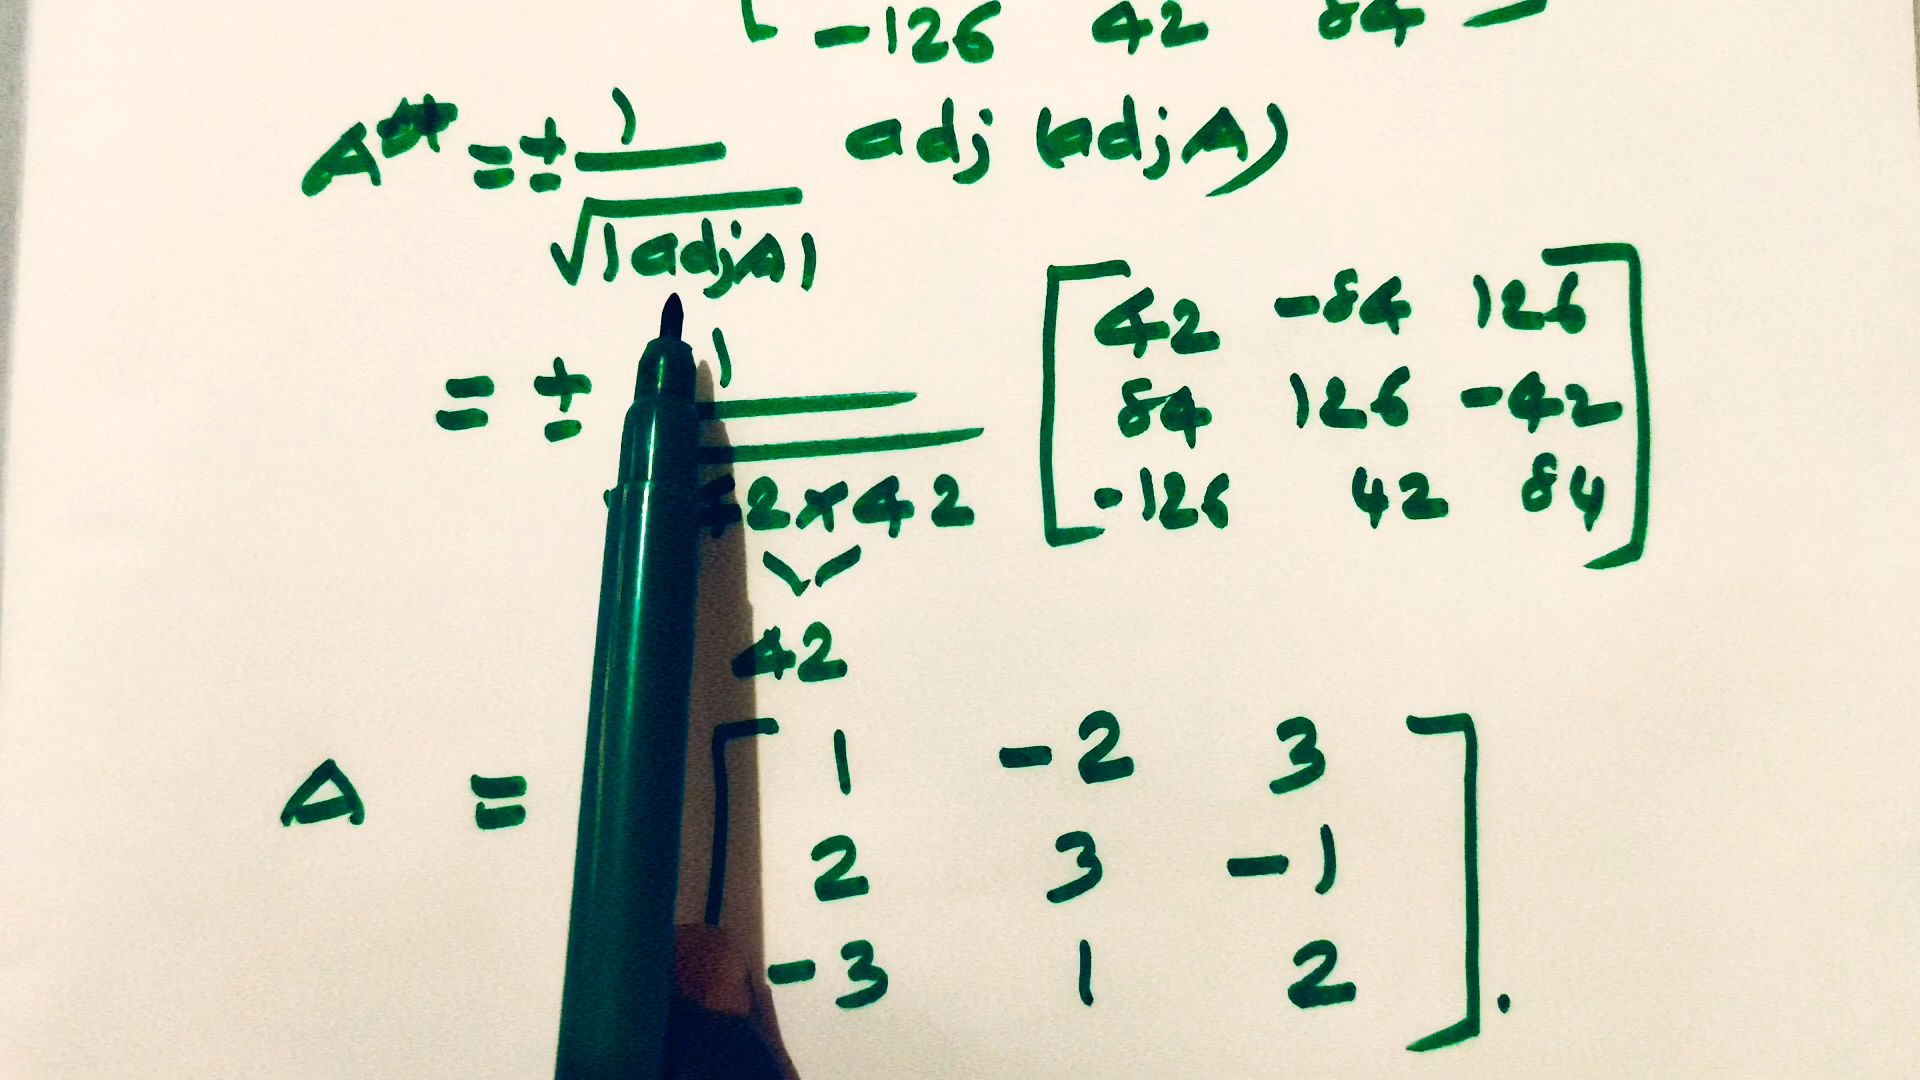 -126 42 84
A = ± 1/√|adjA| adj (adjA)
= ± 1/√42×42 [42 -84 126
84 126 -42
-126 42 84]
42
A = [1 -2 3
2 3 -1
-3 1 2].